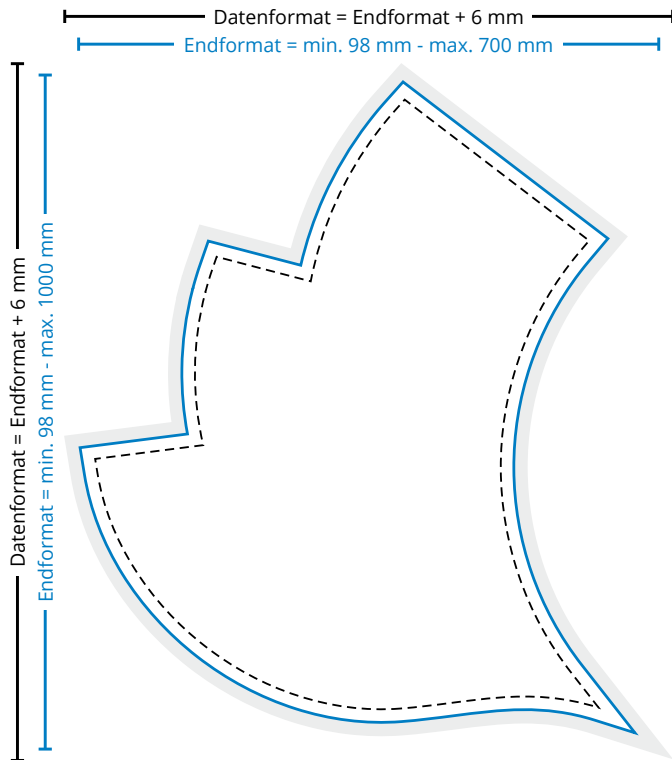 Datenformat = Endformat + 6 mm
Endformat = min. 98 mm - max. 700 mm
Datenformat = Endformat + 6 mm
Endformat = min. 98 mm - max. 1000 mm